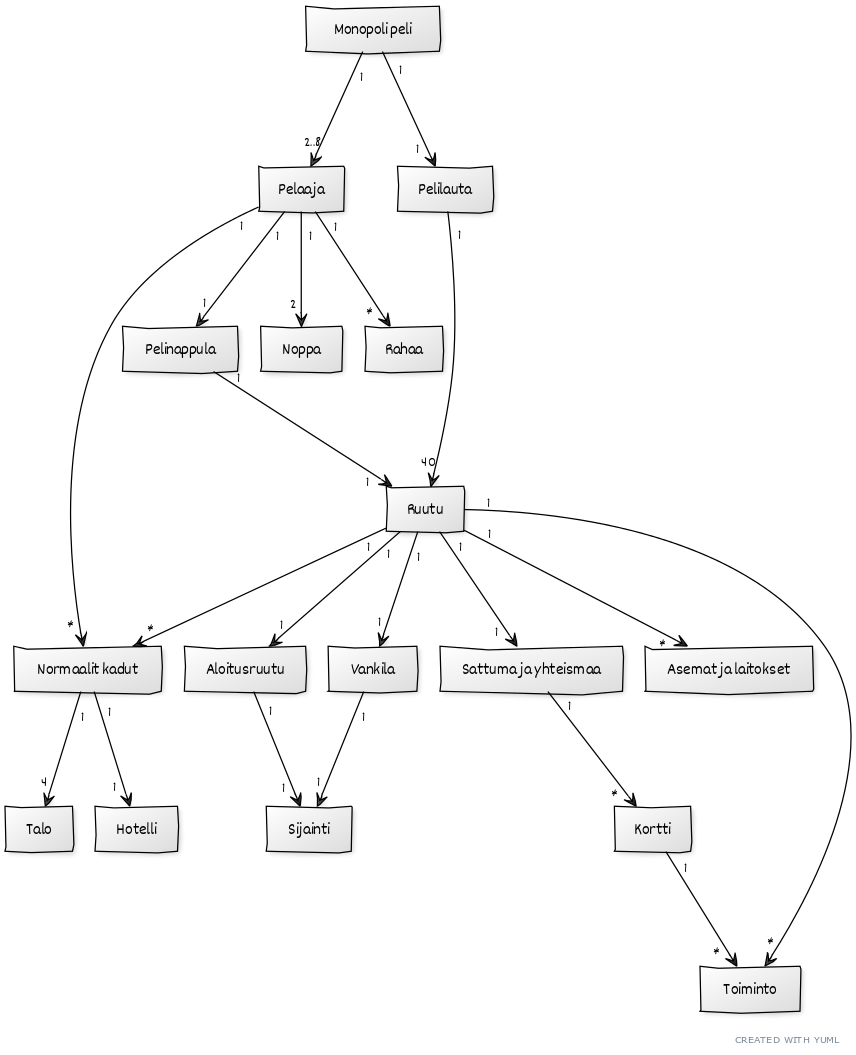 Monopolipeli
1
1
2..8
1
Pelaaja
Pelilauta
1
1
1
1
1
1
2
*
Pelinappula
Noppa
Rahaa
1
40
1
Ruutu
1
1
1
1
1
1
*
*
1
1
1
*
Normaalit kadut
Aloitusruutu
Vankila
Sattuma ja yhteismaa
Asemat ja laitokset
1
1
1
1
1
4
1
1
1
*
Talo
Hotelli
Sijainti
Kortti
1
*
*
Toiminto
CREATED WITH YUML